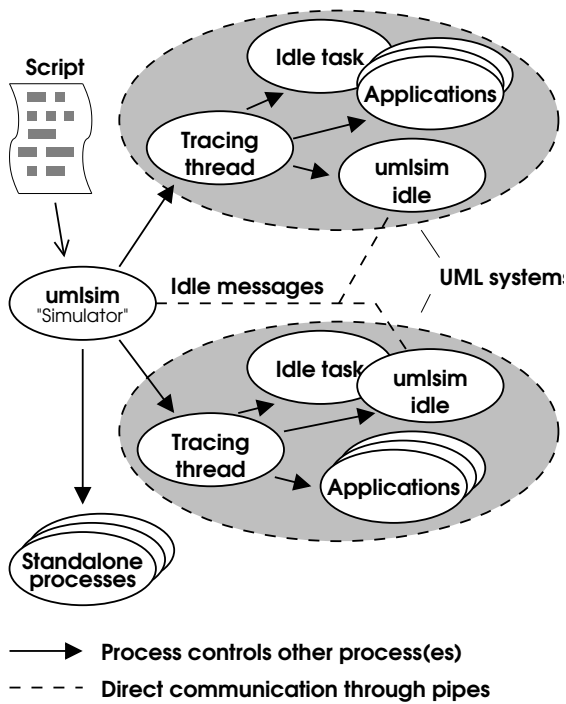 Script
Idle task
Applications
Tracing
thread
umlsim
idle
umlsim
"Simulator"
Idle messages
UML systems
Idle task
umlsim
idle
Tracing
thread
Applications
Standalone
processes
Process controls other process(es)
Direct communication through pipes